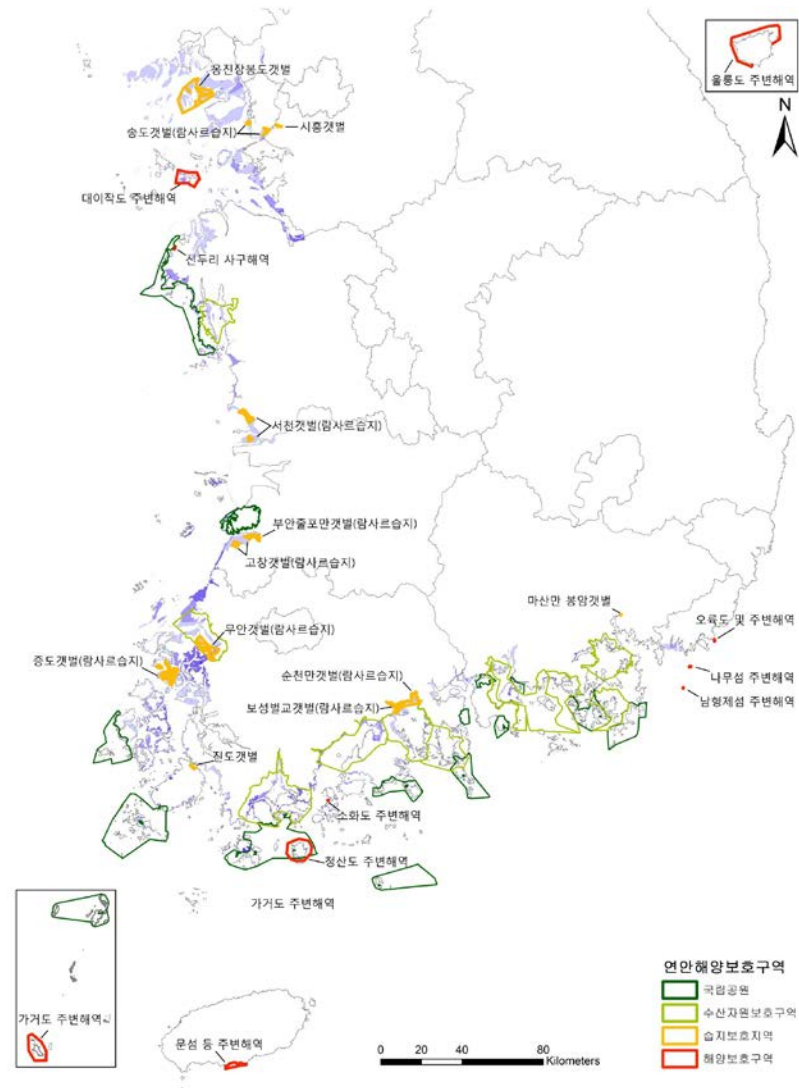 옹진장봉도갯벌
울릉도 주변해역
N
송도갯벌(람사르습지)
시흥갯벌
대이작도 주변해역
신두리 사구해역
서천갯벌(람사르습지)
부안줄포만갯벌(람사르습지)
고창갯벌(람사르습지)
마산만 봉암갯벌
무안갯벌(람사르습지)
오륙도 및 주변해역
증도갯벌(람사르습지)
순천만갯벌(람사르습지)
나무섬 주변해역
보성벌교갯벌(람사르습지)
남형제섬 주변해역
진도갯벌
소화도 주변해역
청산도 주변해역
가거도 주변해역
연안해양보호구역
국립공원
수산자원보호구역
습지보호지역
해양보호구역
가거도 주변해역
문섬 등 주변해역
0 20 40 80
Kilometers